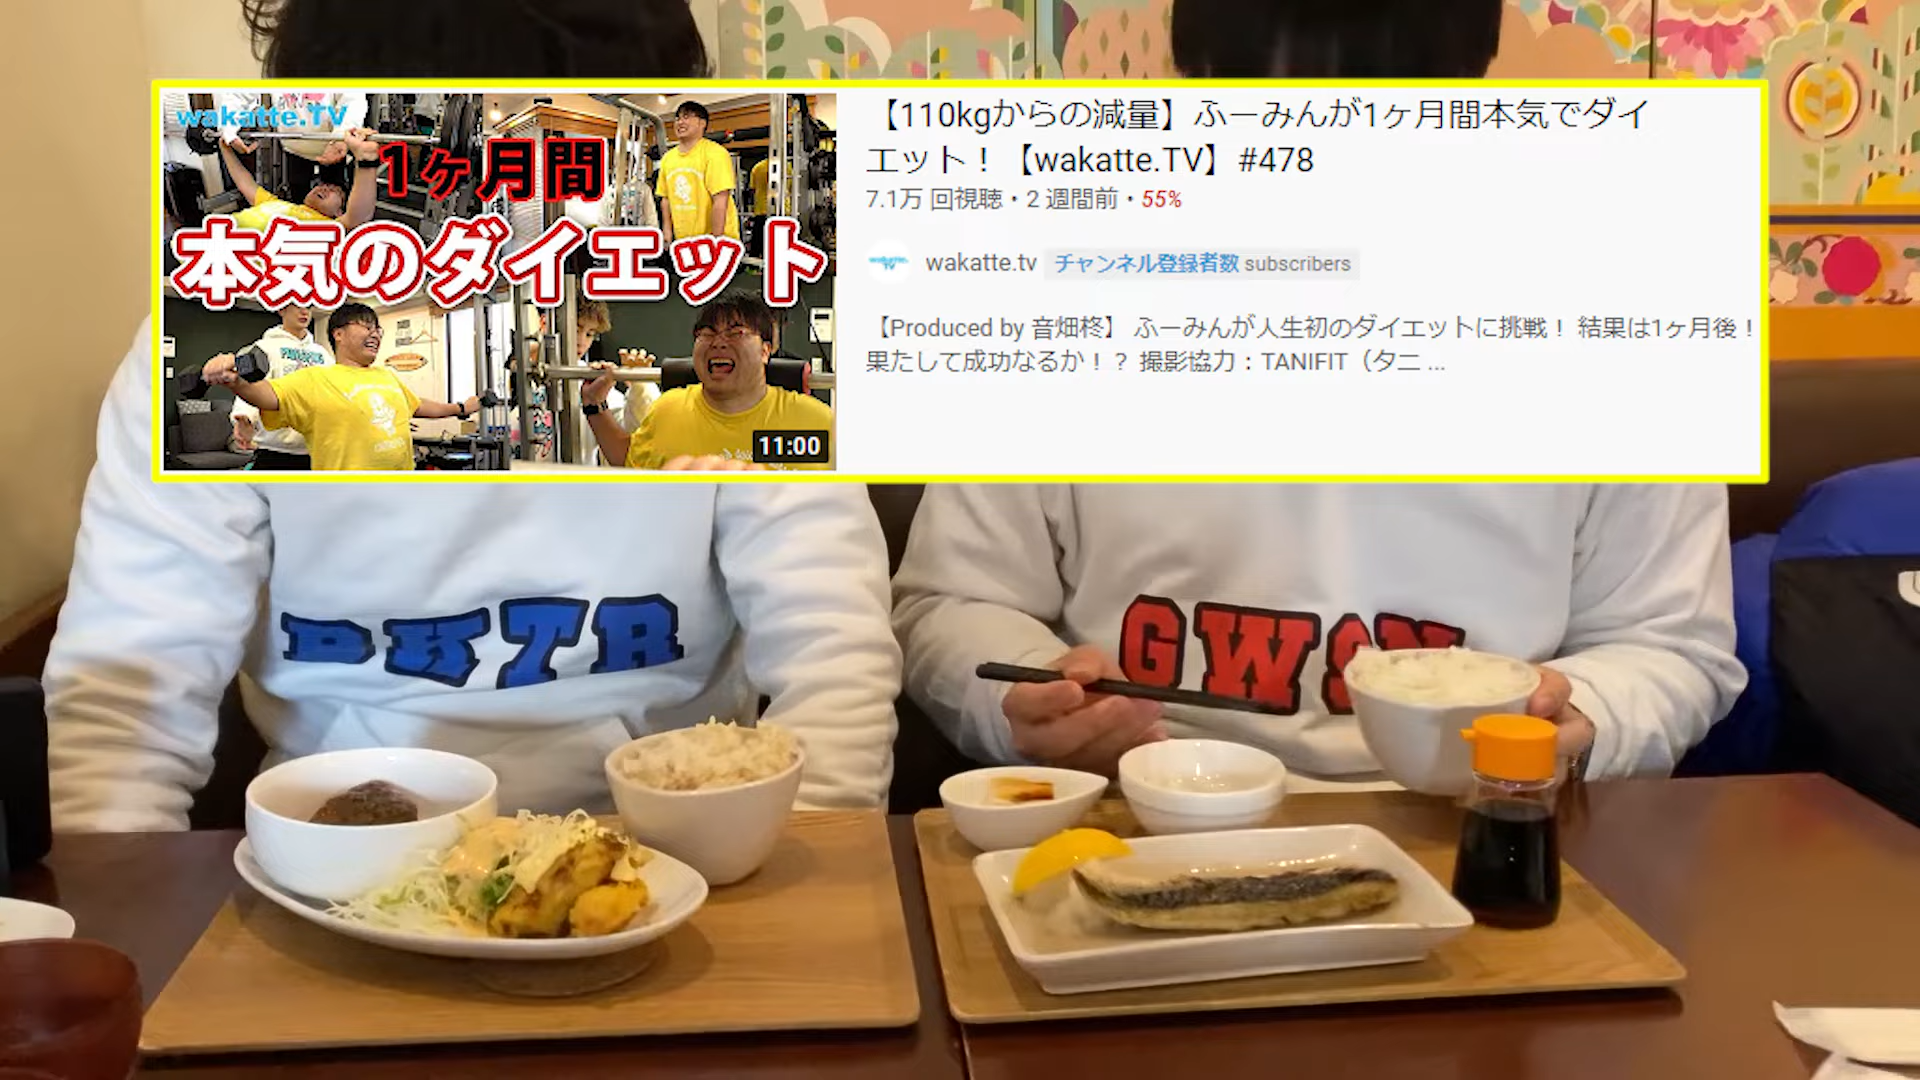 wakatte.TV
1ヶ月間
本気のダイエット
11:00
【110kgからの減量】ふーみんが1ヶ月間本気でダイ
エット！【wakatte.TV】#478
7.1万 回視聴・2 週間前・55%
wakatte.tv チャンネル登録者数 subscribers
【Produced by 音畑柊】 ふーみんが人生初のダイエットに挑戦！ 結果は1ヶ月後！
果たして成功なるか！？ 撮影協力：TANIFIT（タニ ...